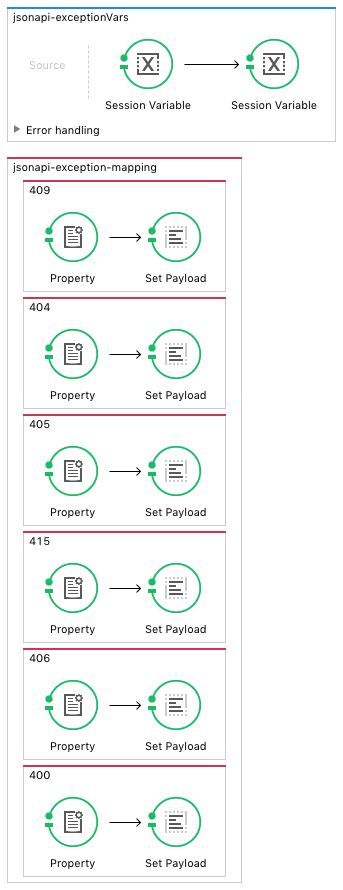 jsonapi-exceptionVars
Source
Session Variable
Session Variable
Error handling
jsonapi-exception-mapping
409
Property
Set Payload
404
Property
Set Payload
405
Property
Set Payload
415
Property
Set Payload
406
Property
Set Payload
400
Property
Set Payload